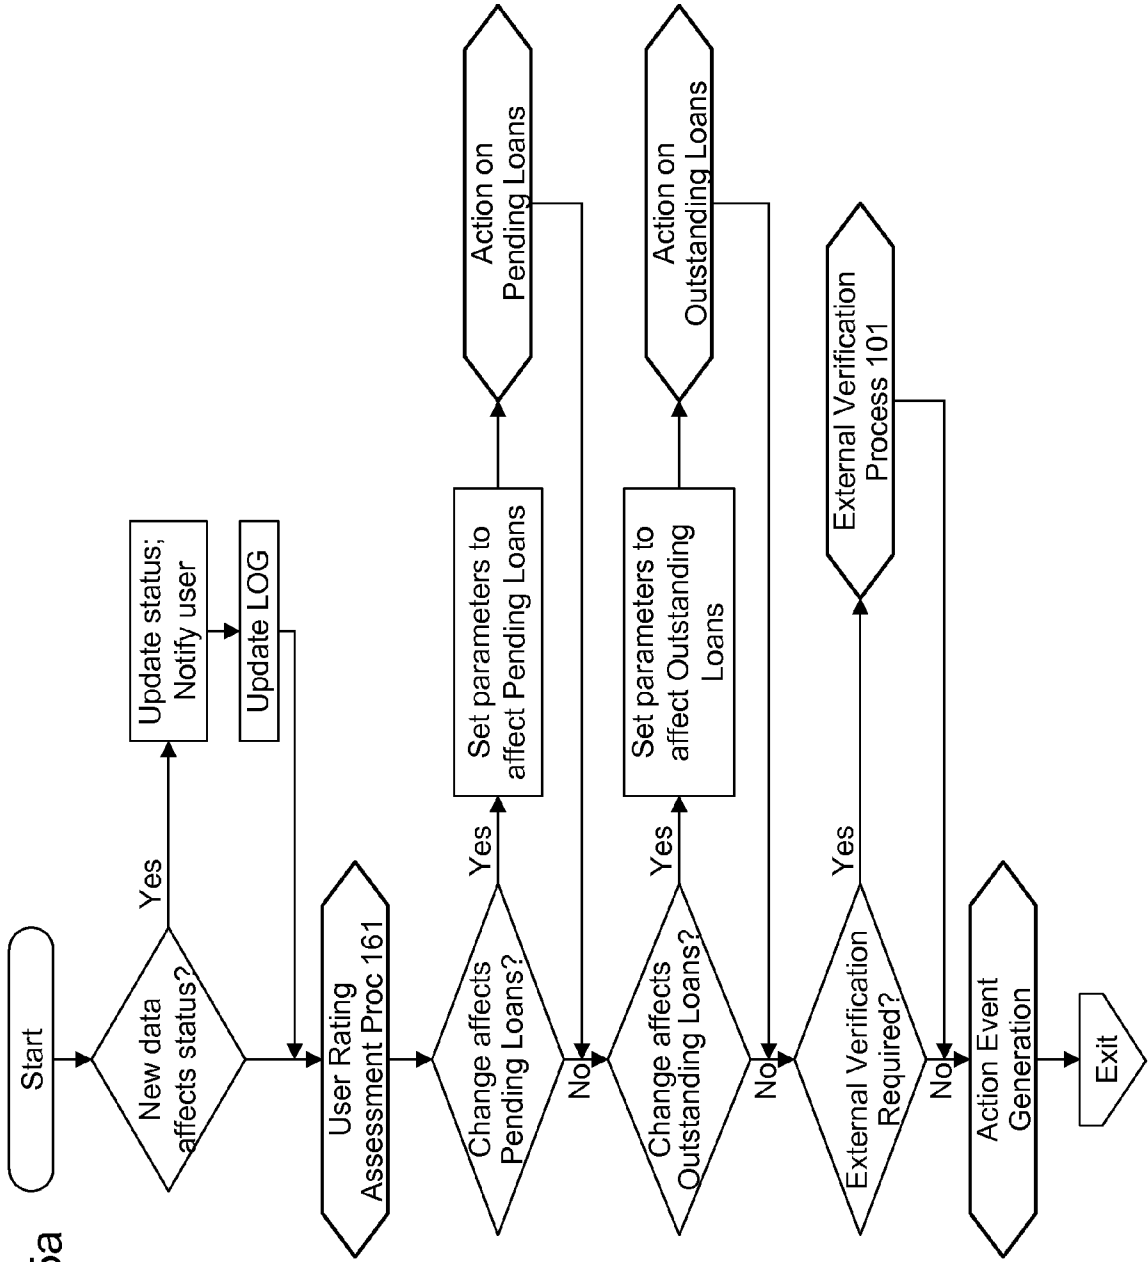 Start
New data
affects status?
Yes
Update status;
Notify user
Update LOG
User Rating
Assessment Proc 161
Change affects
Pending Loans?
Yes
Set parameters to
affect Pending Loans
Action on
Pending Loans
No
Change affects
Outstanding Loans?
Yes
Set parameters to
affect Outstanding
Loans
Action on
Outstanding Loans
No
External Verification
Required?
Yes
External Verification
Process 101
No
Action Event
Generation
Exit